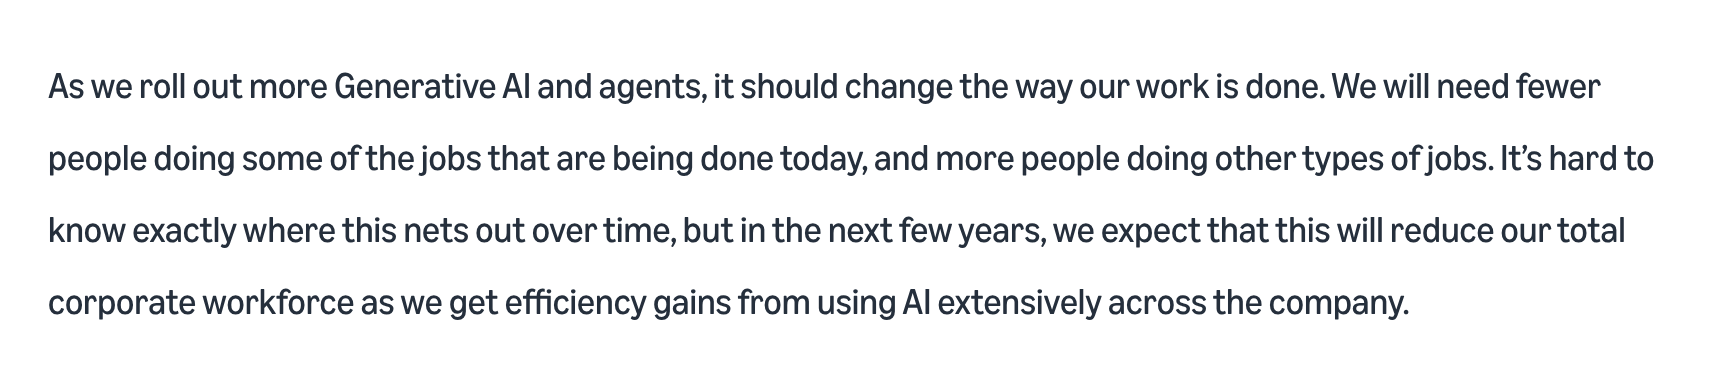 As we roll out more Generative AI and agents, it should change the way our work is done. We will need fewer
people doing some of the jobs that are being done today, and more people doing other types of jobs. It’s hard to
know exactly where this nets out over time, but in the next few years, we expect that this will reduce our total
corporate workforce as we get efficiency gains from using AI extensively across the company.